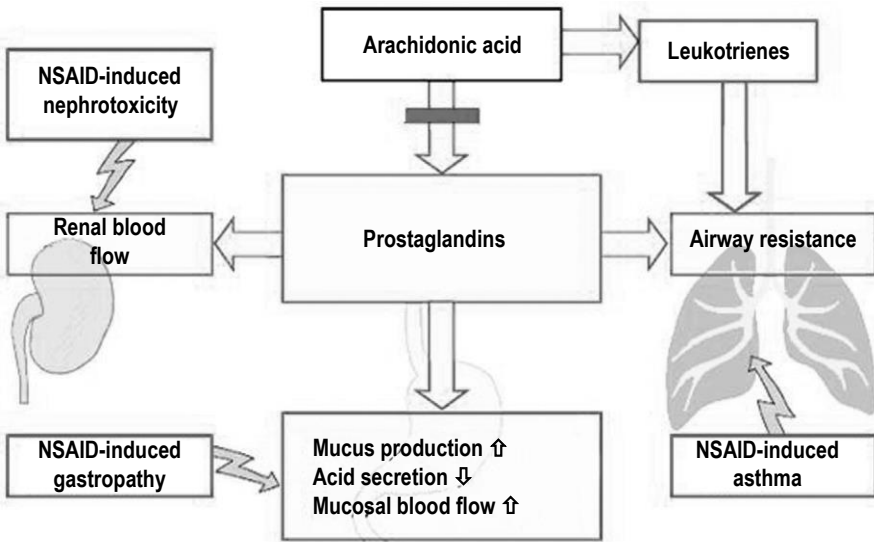 Arachidonic acid
Leukotrienes
NSAID-induced
nephrotoxicity
Renal blood
flow
Prostaglandins
Airway resistance
NSAID-induced
gastropathy
Mucus production ⇧
Acid secretion ⇩
Mucosal blood flow ⇧
NSAID-induced
asthma